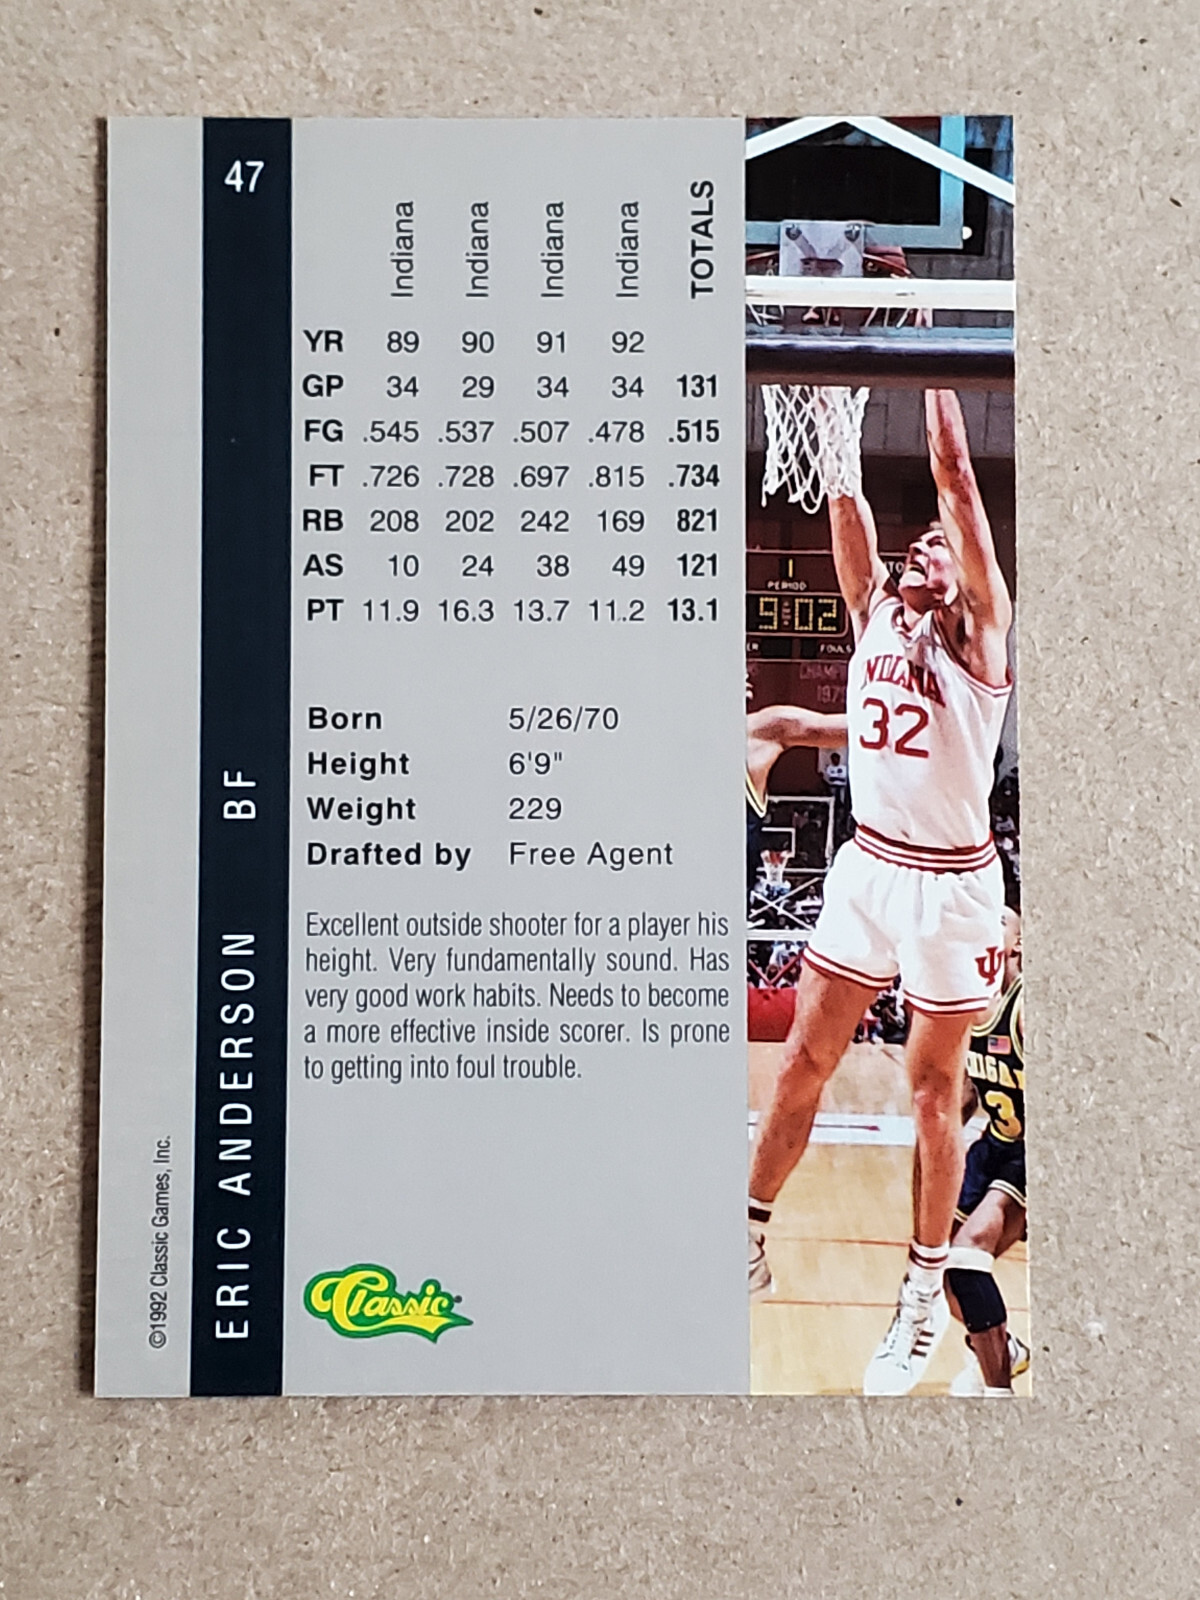 47
ERIC ANDERSON BF
©1992 Classic Games, Inc.
Indiana Indiana Indiana Indiana TOTALS
YR 89 90 91 92
GP 34 29 34 34 131
FG .545 .537 .507 .478 .515
FT .726 .728 .697 .815 .734
RB 208 202 242 169 821
AS 10 24 38 49 121
PT 11.9 16.3 13.7 11.2 13.1
Born 5/26/70
Height 6'9"
Weight 229
Drafted by Free Agent
Excellent outside shooter for a player his
height. Very fundamentally sound. Has
very good work habits. Needs to become
a more effective inside scorer. Is prone
to getting into foul trouble.
Classic
1
PERIOD
9:02
FOULS
INDIANA
32
3